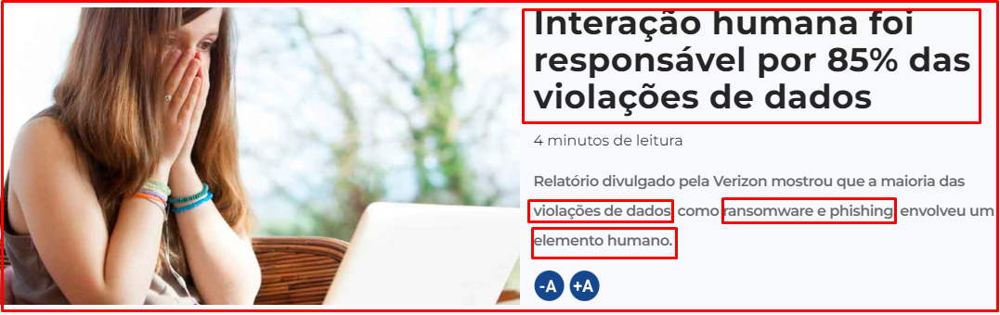 Interação humana foi
responsável por 85% das
violações de dados
4 minutos de leitura
Relatório divulgado pela Verizon mostrou que a maioria das
violações de dados como ransomware e phishing envolveu um
elemento humano.
-A +A